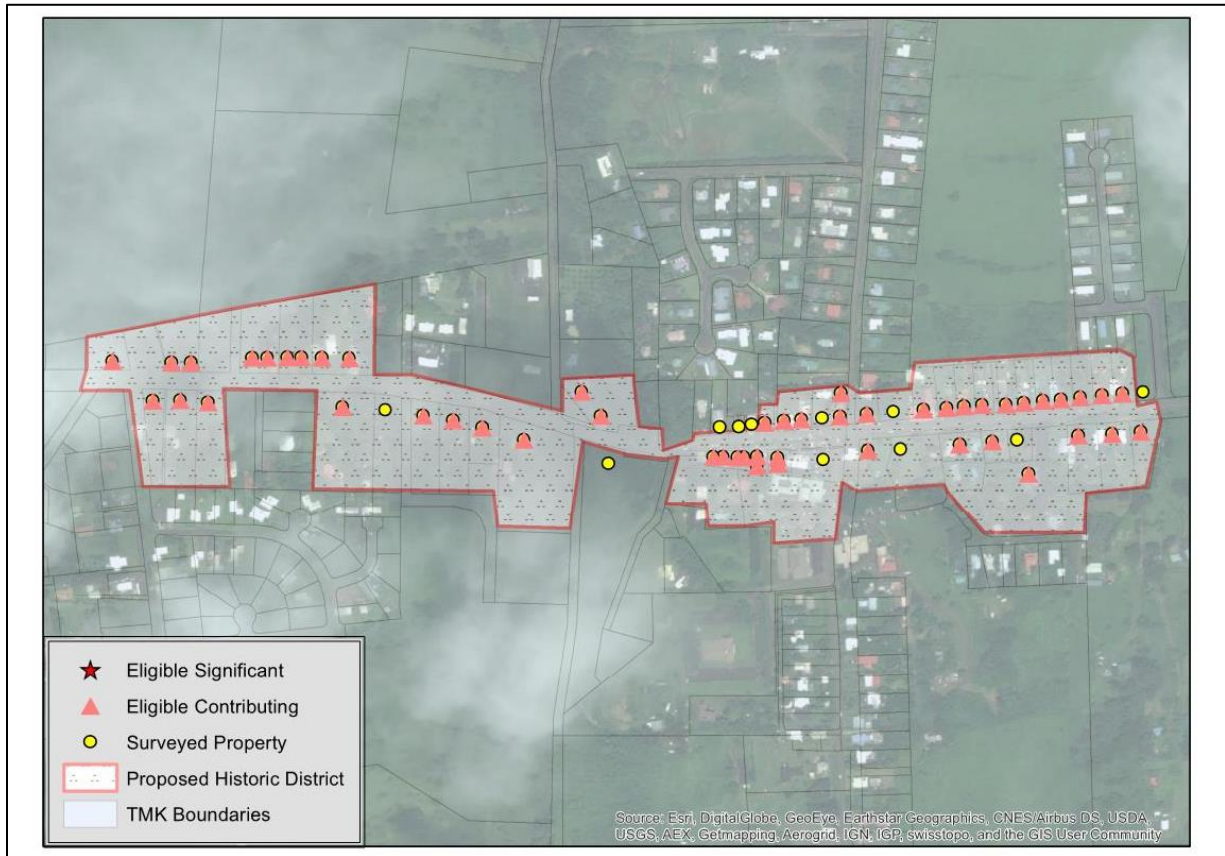 Eligible Significant
Eligible Contributing
Surveyed Property
Proposed Historic District
TMK Boundaries
Source: Esri, DigitalGlobe, GeoEye, Earthstar Geographics, CNES/Airbus DS, USDA,
USGS, AEX, Getmapping, Aerogrid, IGN, IGP, swisstopo, and the GIS User Community